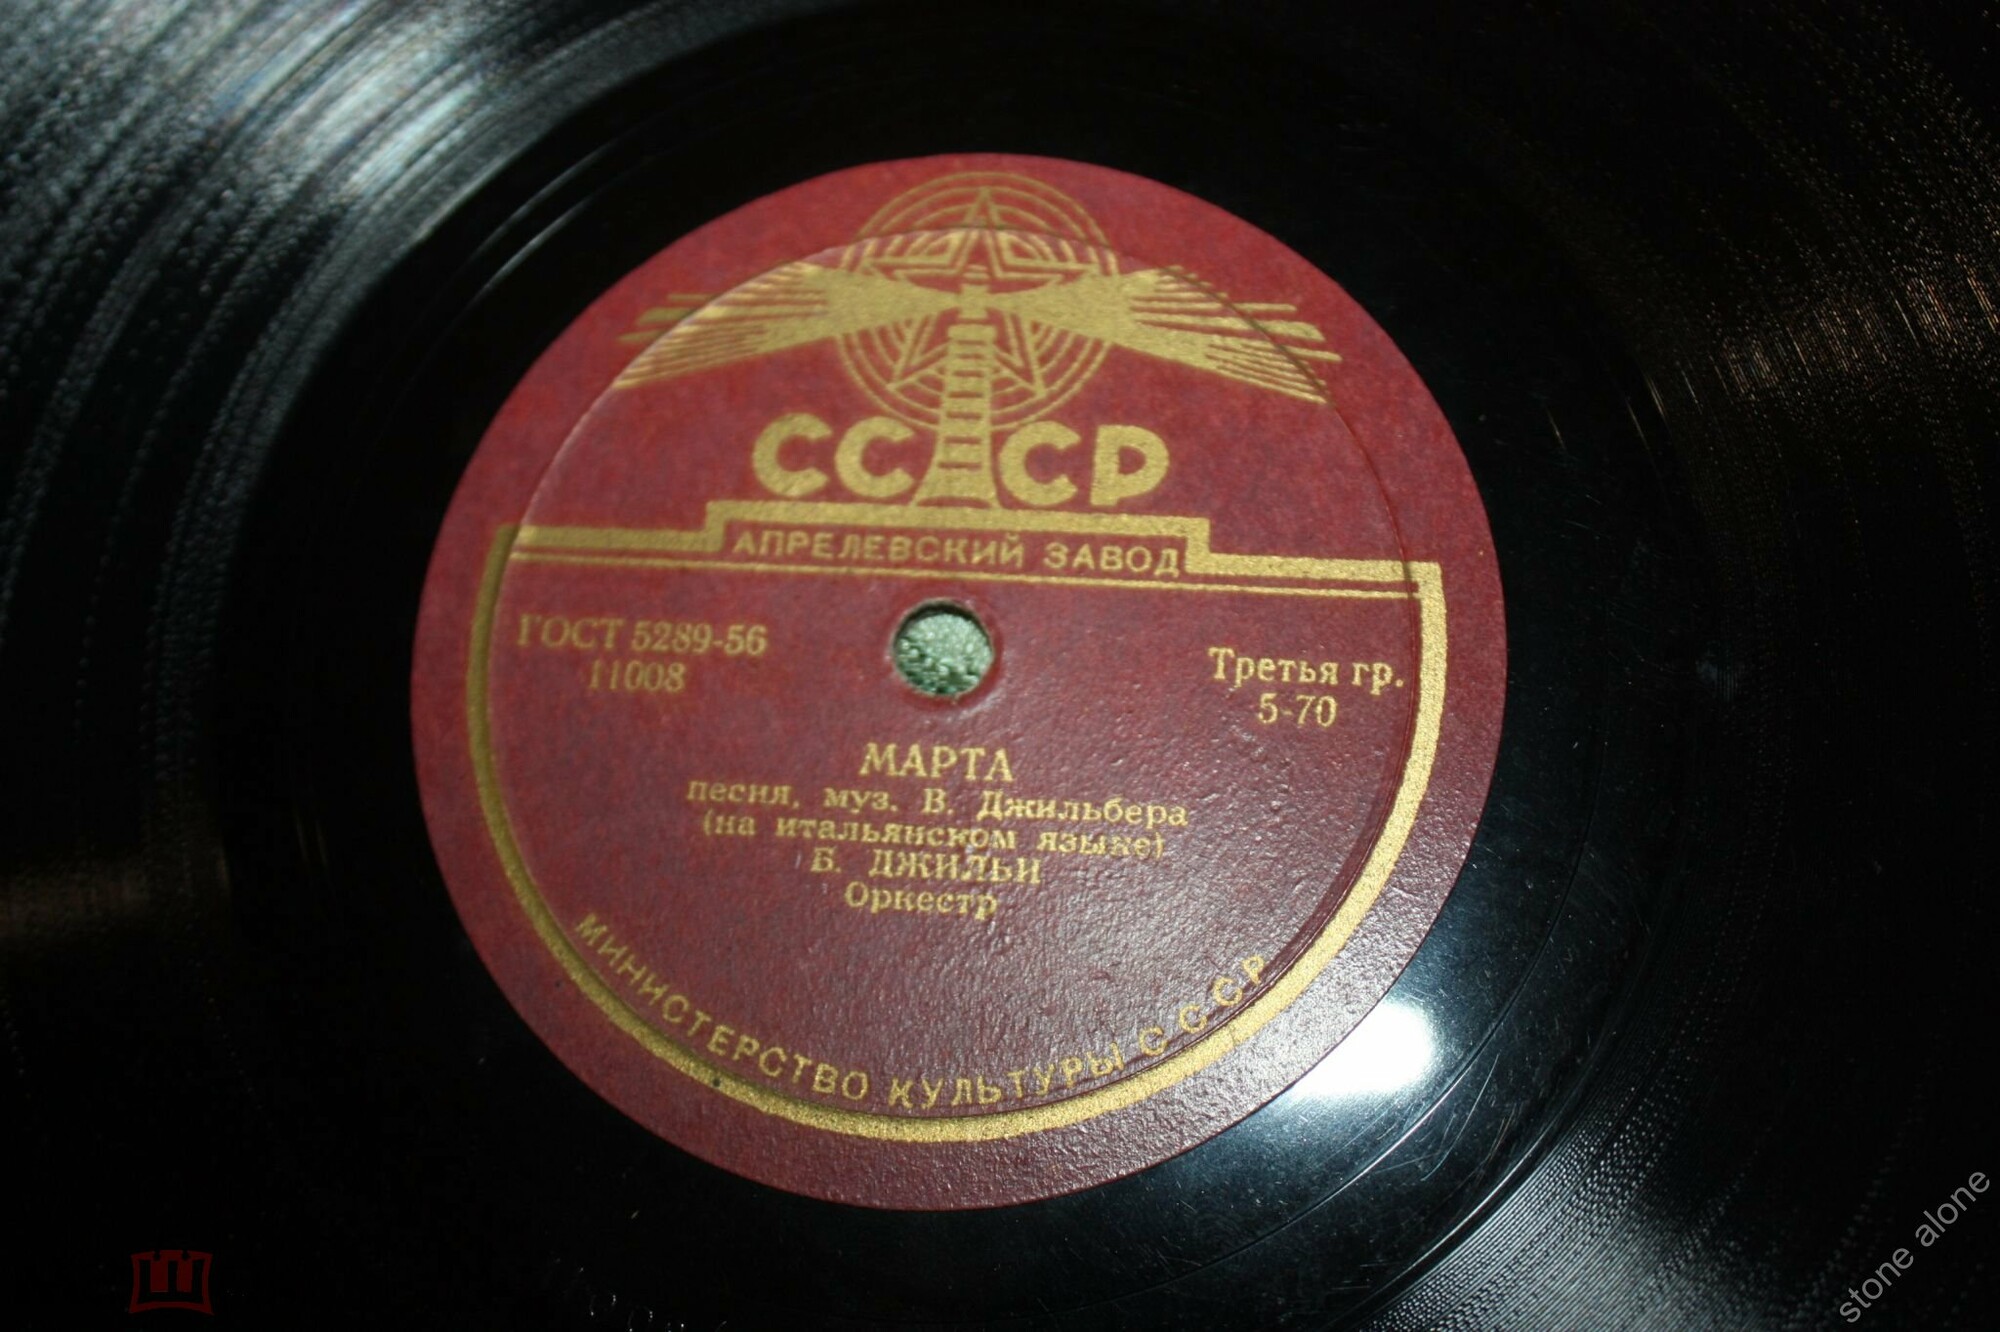 СССР
АПРЕЛЕВСКИЙ ЗАВОД
ГОСТ 5289-56
11008
Третья гр.
5-70
МАРТА
песня, муз. В. Джильбера
(на итальянском языке)
Б. ДЖИЛЬИ
Оркестр
МИНИСТЕРСТВО КУЛЬТУРЫ СССР
stone alone